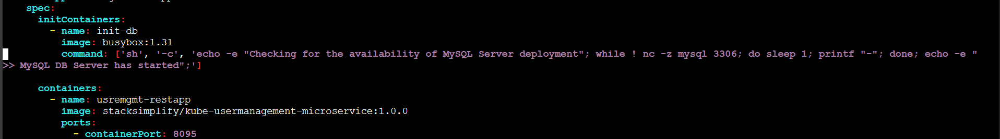 spec:
initContainers:
- name: init-db
image: busybox:1.31
command: ['sh', '-c', 'echo -e "Checking for the availability of MySQL Server deployment"; while ! nc -z mysql 3306; do sleep 1; printf "-"; done; echo -e "
>> MySQL DB Server has started";']
containers:
- name: usremgmt-restapp
image: stacksimplify/kube-usermanagement-microservice:1.0.0
ports:
- containerPort: 8095